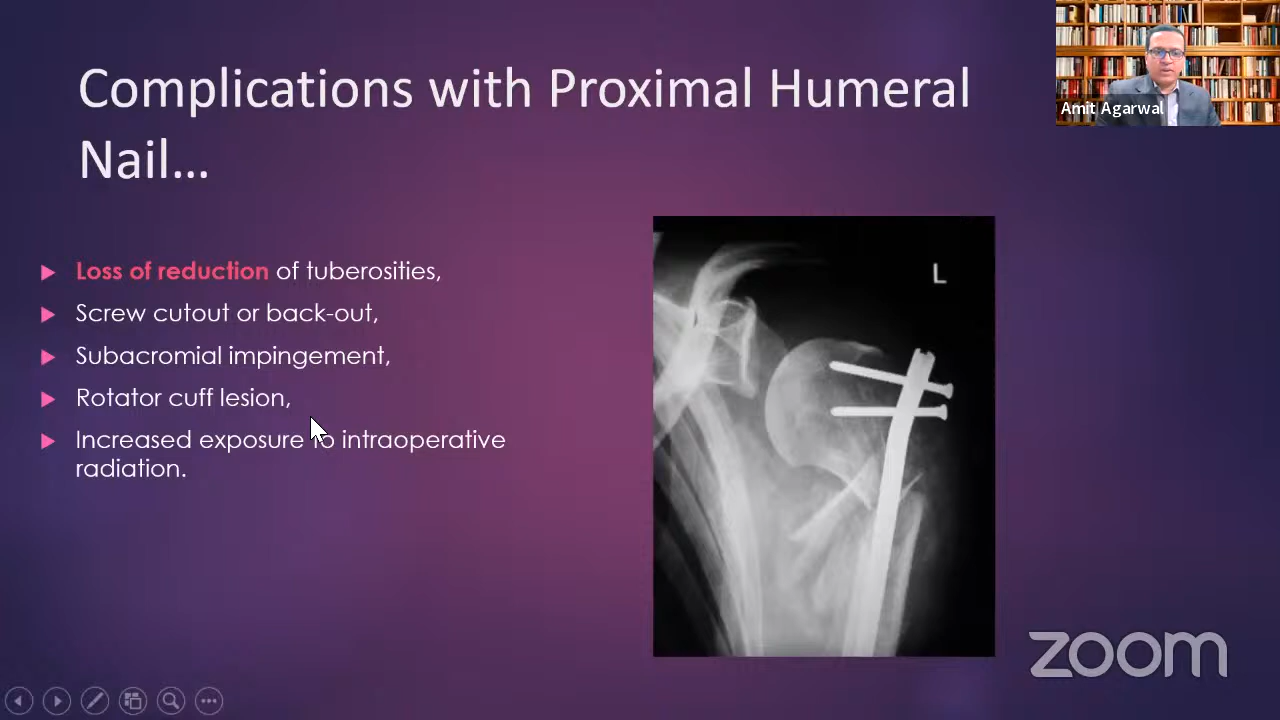 Complications with Proximal Humeral
Nail...
Amit Agarwal
Loss of reduction of tuberosities,
Screw cutout or back-out,
Subacromial impingement,
Rotator cuff lesion,
Increased exposure to intraoperative
radiation.
L
zoom